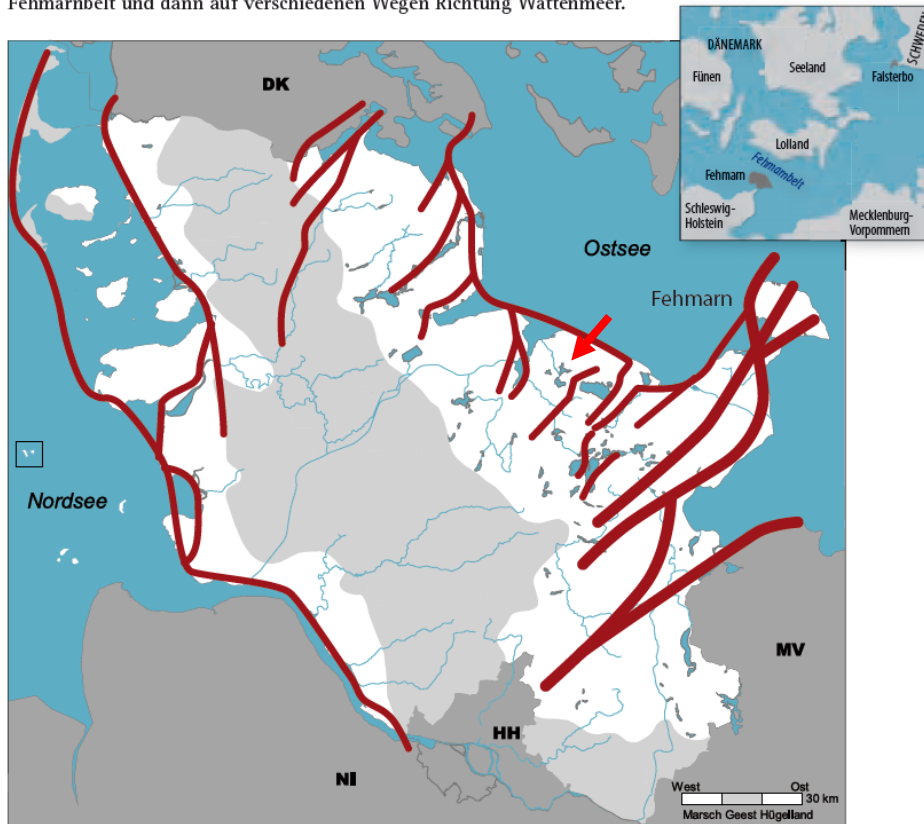 Fehmarnbelt und dann auf verschiedenen Wegen Richtung Wattenmeer.
DÄNEMARK
SCHWEDEN
Fünen
Seeland
Falsterbo
Lolland
Fehmarn
Fehmarnbelt
Schleswig-
Holstein
Mecklenburg-
Vorpommern
DK
Ostsee
Fehmarn
Nordsee
MV
HH
NI
West Ost
30 km
Marsch Geest Hügelland